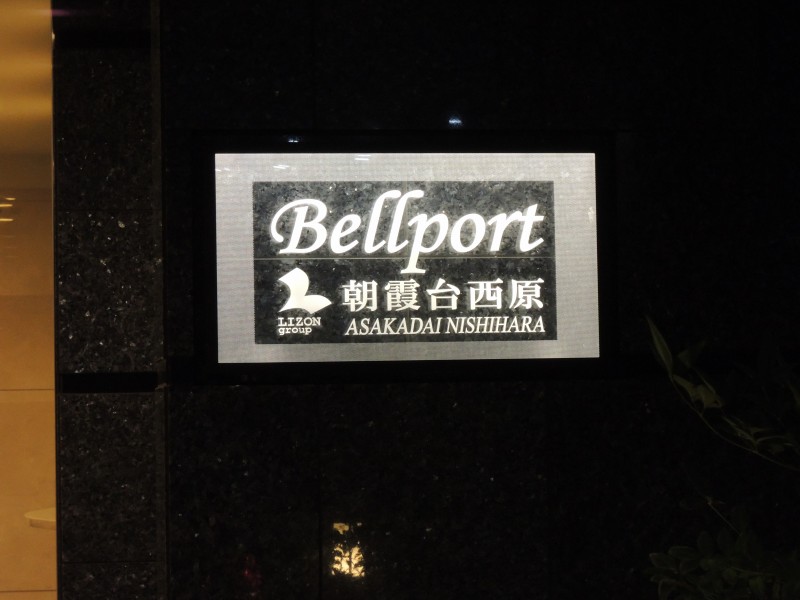 Bellport
朝霞台西原
ASAKADAI NISHIHARA
LIZON
group